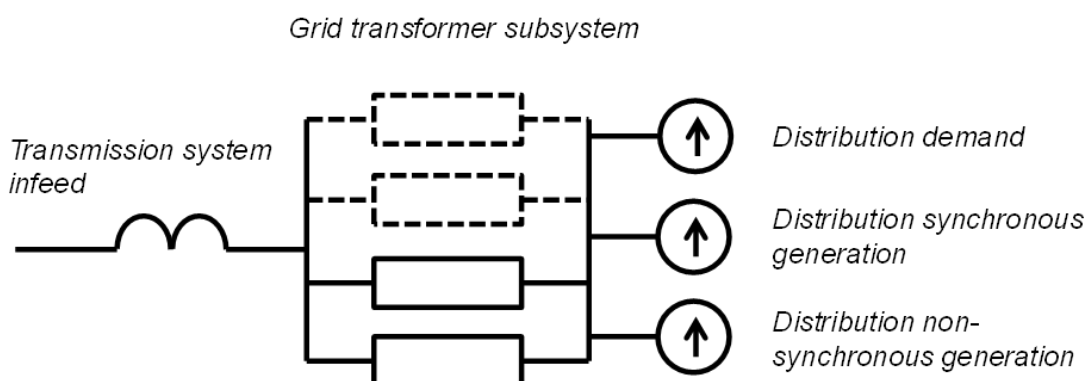 Grid transformer subsystem
Transmission system
infeed
Distribution demand
Distribution synchronous
generation
Distribution non-
synchronous generation